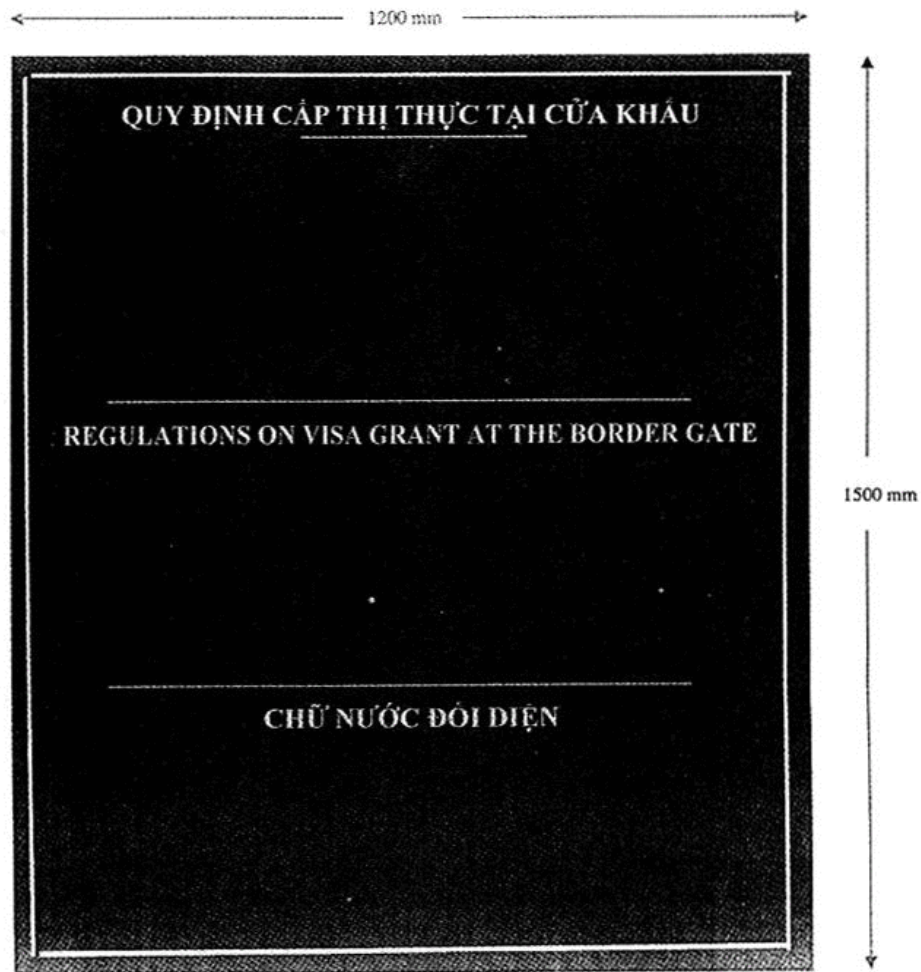 1200 mm
QUY ĐỊNH CẤP THỊ THỰC TẠI CỬA KHẨU
REGULATIONS ON VISA GRANT AT THE BORDER GATE
1500 mm
CHỮ NƯỚC ĐỐI DIỆN